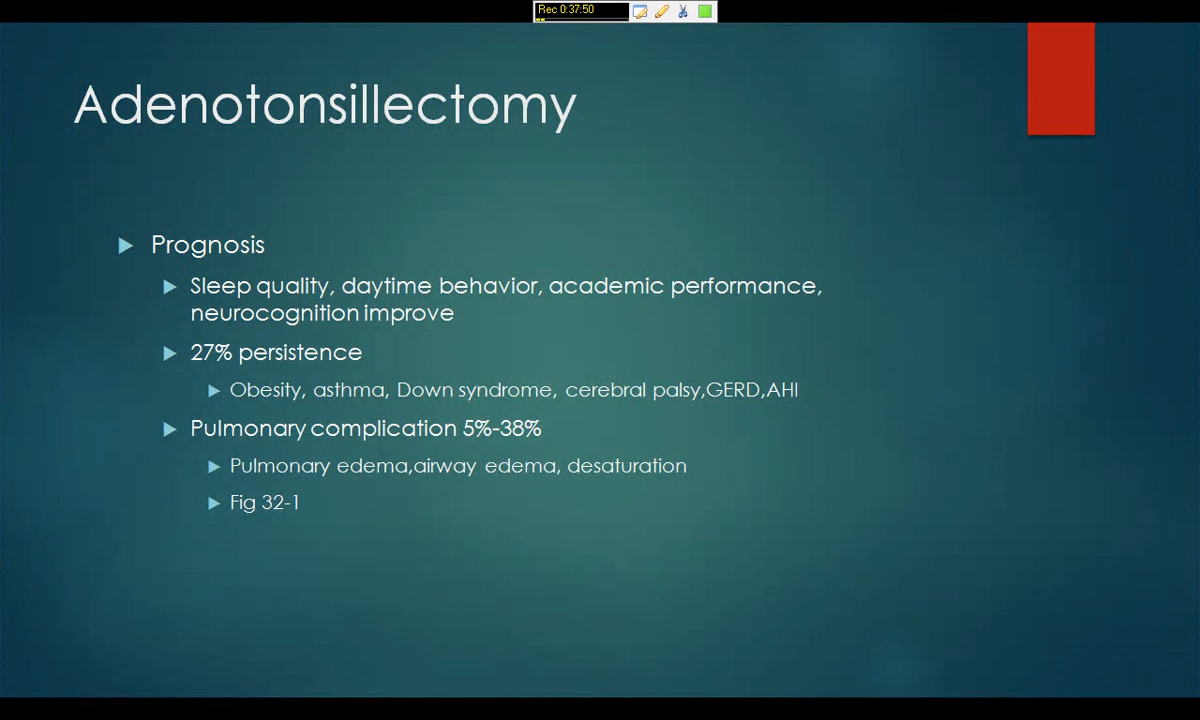 Rec 0:37:50
Adenotonsillectomy
Prognosis
Sleep quality, daytime behavior, academic performance,
neurocognition improve
27% persistence
Obesity, asthma, Down syndrome, cerebral palsy,GERD,AHI
Pulmonary complication 5%-38%
Pulmonary edema,airway edema, desaturation
Fig 32-1